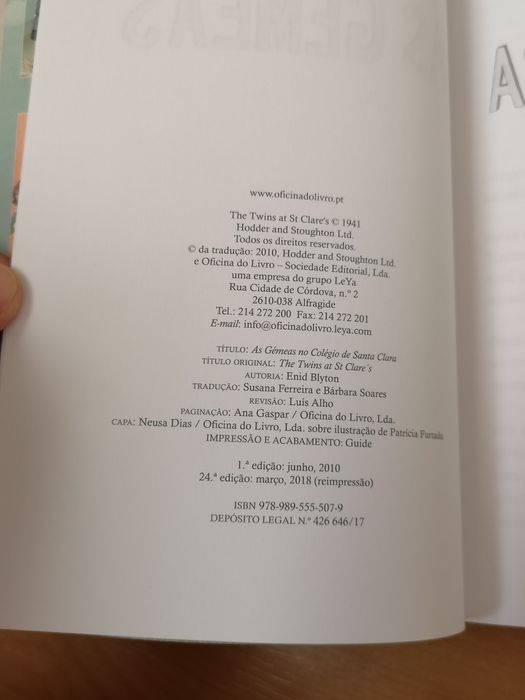 www.oficinadolivro.pt
The Twins at St Clare's © 1941
Hodder and Stoughton Ltd.
Todos os direitos reservados.
© da tradução: 2010, Hodder and Stoughton Ltd.
e Oficina do Livro – Sociedade Editorial, Lda.
uma empresa do grupo LeYa
Rua Cidade de Córdova, n.º 2
2610-038 Alfragide
Tel.: 214 272 200 Fax: 214 272 201
E-mail: info@oficinadolivro.leya.com
TÍTULO: As Gémeas no Colégio de Santa Clara
TÍTULO ORIGINAL: The Twins at St Clare´s
AUTORIA: Enid Blyton
TRADUÇÃO: Susana Ferreira e Bárbara Soares
REVISÃO: Luís Alho
PAGINAÇÃO: Ana Gaspar / Oficina do Livro, Lda.
CAPA: Neusa Dias / Oficina do Livro, Lda. sobre ilustração de Patrícia Furtado
IMPRESSÃO E ACABAMENTO: Guide
1.ª edição: junho, 2010
24.ª edição: março, 2018 (reimpressão)
ISBN 978-989-555-507-9
DEPÓSITO LEGAL N.º 426 646/17